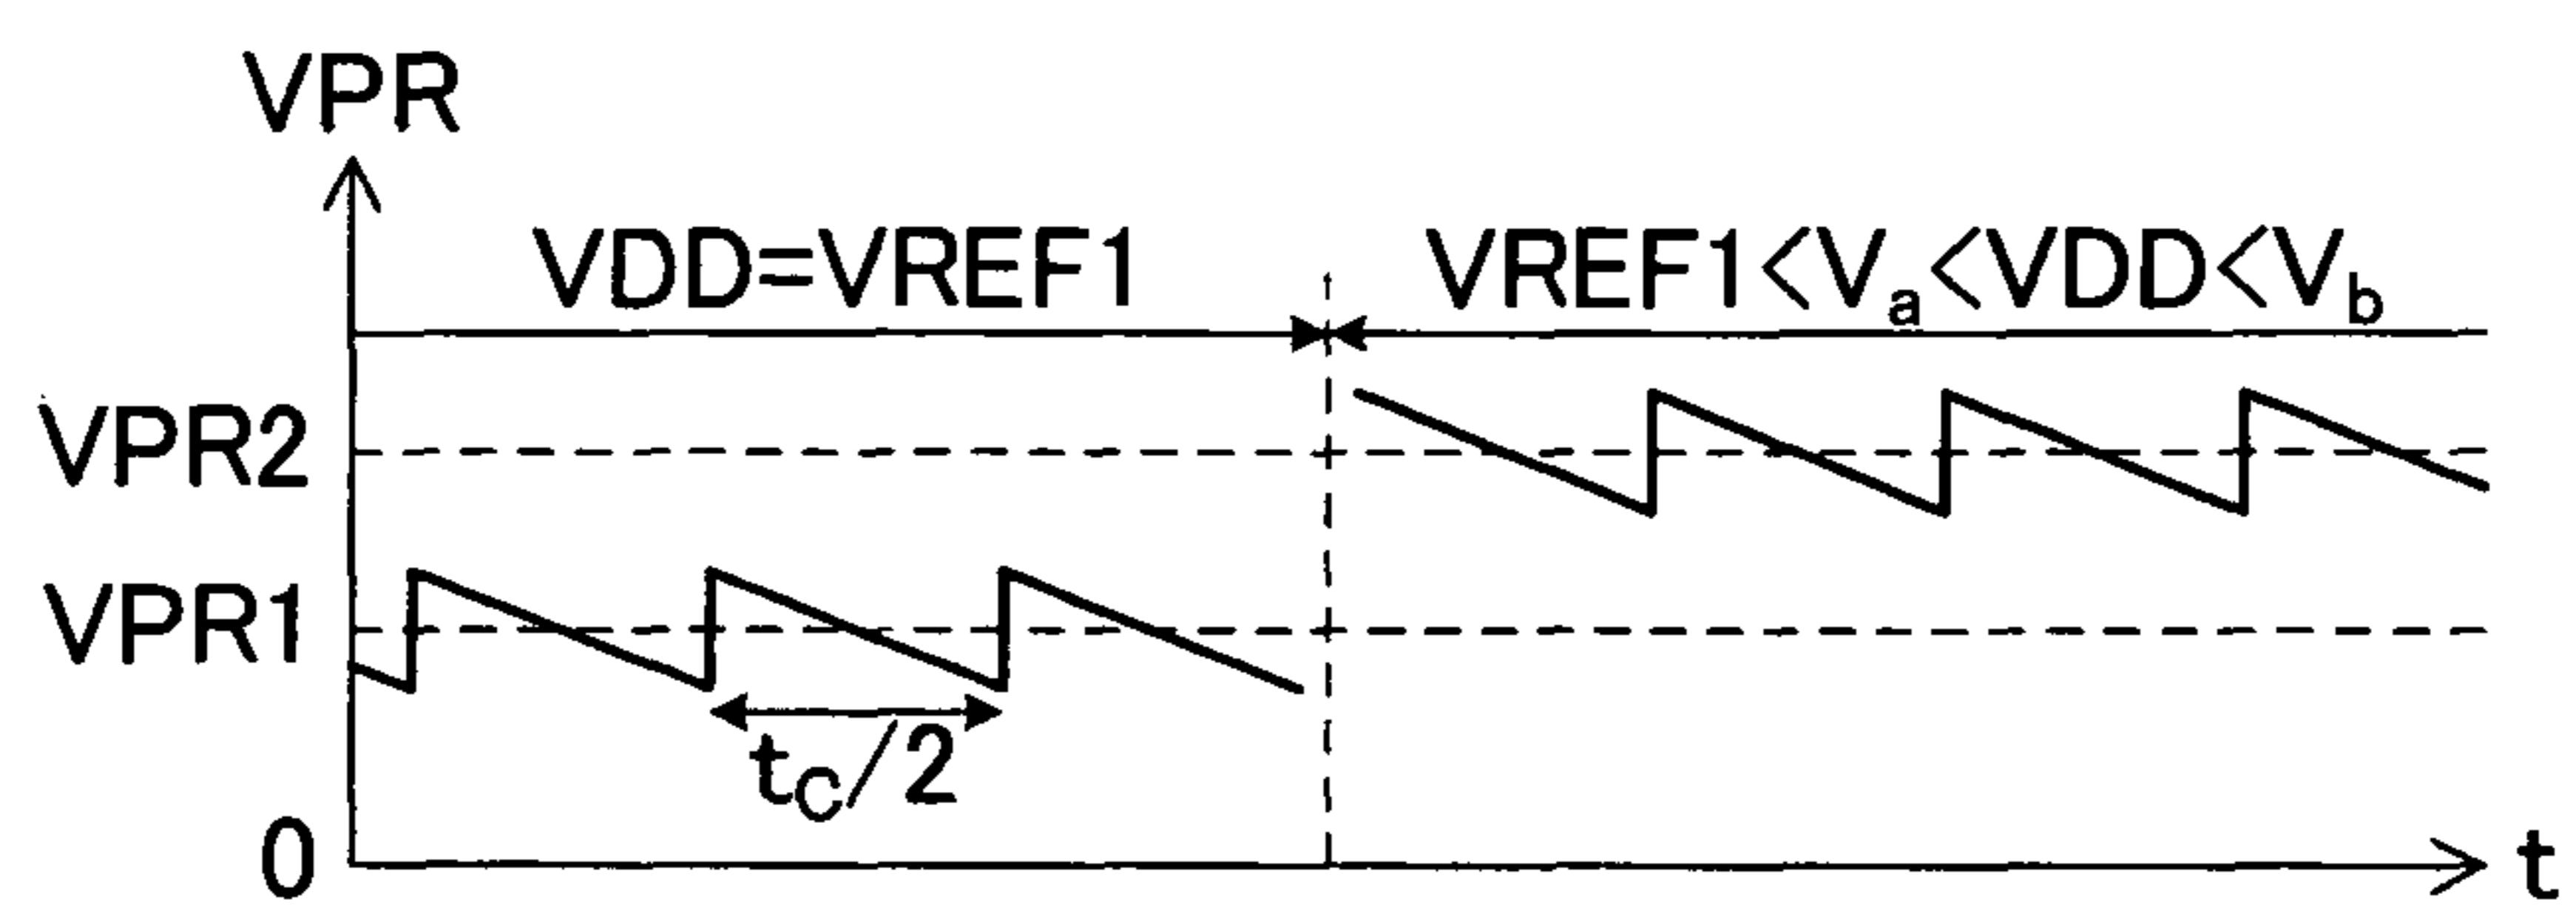 VPR
VDD=VREF1
VREF1<Va<VDD<Vb
VPR2
VPR1
tC/2
0
t